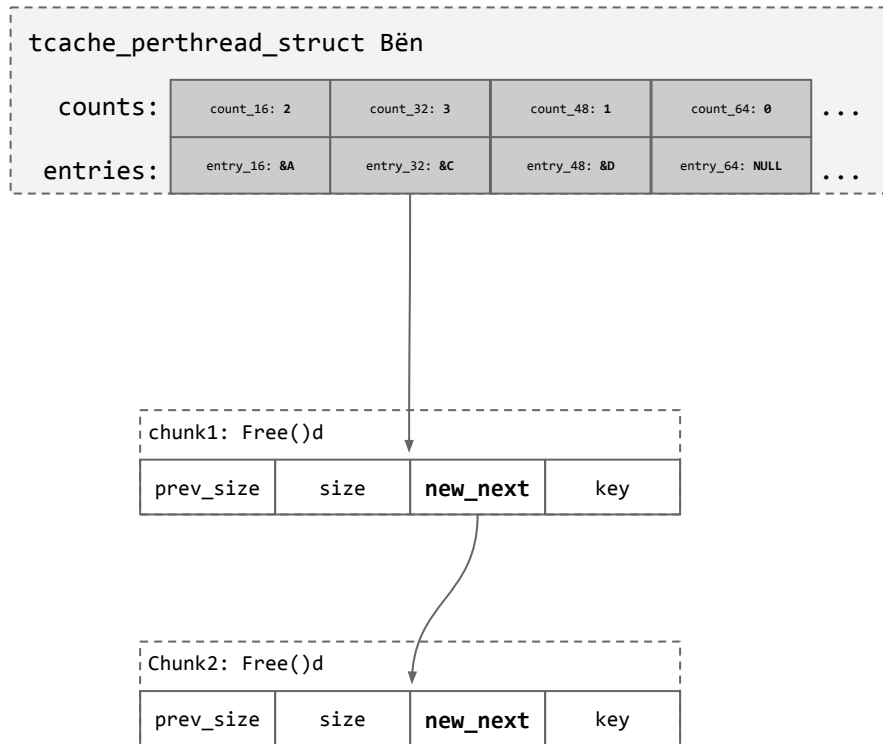 tcache_perthread_struct Bën
counts: count_16: 2 count_32: 3 count_48: 1 count_64: 0 ...
entries: entry_16: &A entry_32: &C entry_48: &D entry_64: NULL ...
chunk1: Free()d
prev_size size new_next key
Chunk2: Free()d
prev_size size new_next key